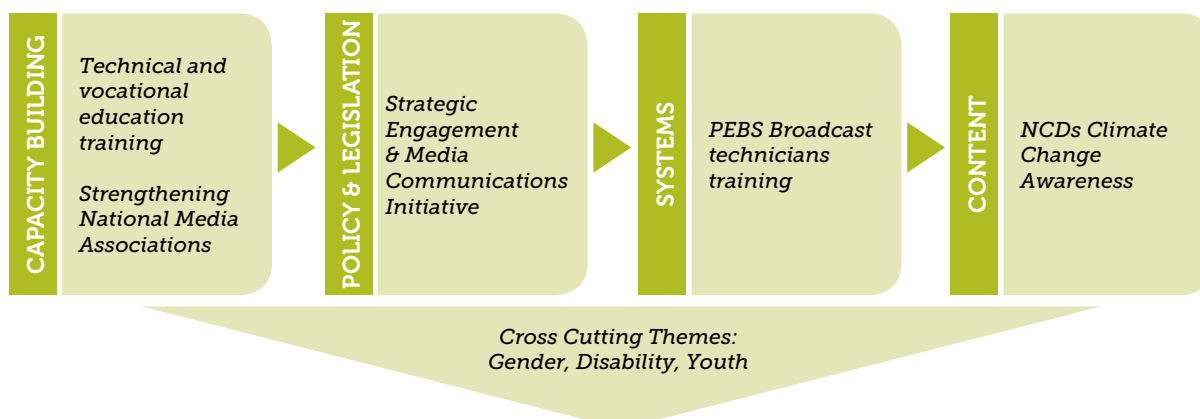 CAPACITY BUILDING
Technical and
vocational
education
training
Strengthening
National Media
Associations
POLICY & LEGISLATION
Strategic
Engagement
& Media
Communications
Initiative
SYSTEMS
PEBS Broadcast
technicians
training
CONTENT
NCDs Climate
Change
Awareness
Cross Cutting Themes:
Gender, Disability, Youth